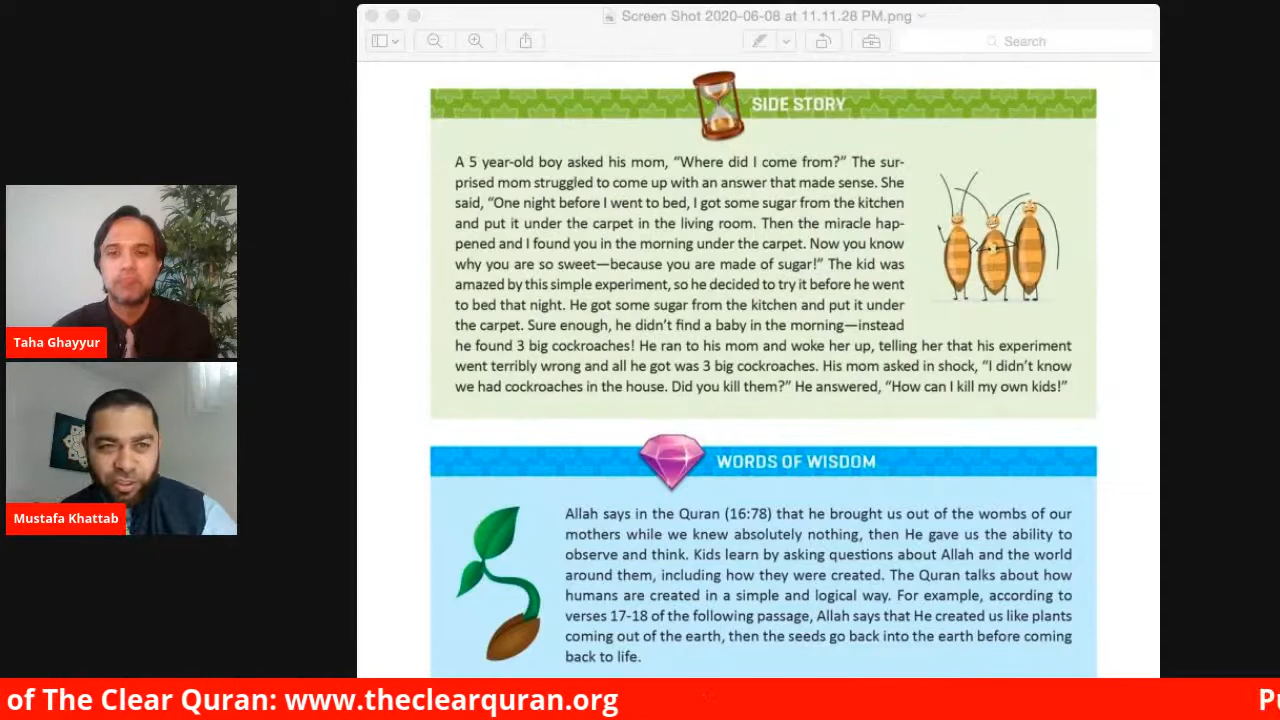 Screen Shot 2020-06-08 at 11.11.28 PM.png
Search
SIDE STORY
A 5 year-old boy asked his mom, “Where did I come from?” The sur-
prised mom struggled to come up with an answer that made sense. She
said, “One night before I went to bed, I got some sugar from the kitchen
and put it under the carpet in the living room. Then the miracle hap-
pened and I found you in the morning under the carpet. Now you know
why you are so sweet—because you are made of sugar!” The kid was
amazed by this simple experiment, so he decided to try it before he went
to bed that night. He got some sugar from the kitchen and put it under
the carpet. Sure enough, he didn’t find a baby in the morning—instead
he found 3 big cockroaches! He ran to his mom and woke her up, telling her that his experiment
went terribly wrong and all he got was 3 big cockroaches. His mom asked in shock, “I didn’t know
we had cockroaches in the house. Did you kill them?” He answered, “How can I kill my own kids!”
WORDS OF WISDOM
Allah says in the Quran (16:78) that he brought us out of the wombs of our
mothers while we knew absolutely nothing, then He gave us the ability to
observe and think. Kids learn by asking questions about Allah and the world
around them, including how they were created. The Quran talks about how
humans are created in a simple and logical way. For example, according to
verses 17-18 of the following passage, Allah says that He created us like plants
coming out of the earth, then the seeds go back into the earth before coming
back to life.
Taha Ghayyur
Mustafa Khattab
of The Clear Quran: www.theclearquran.org